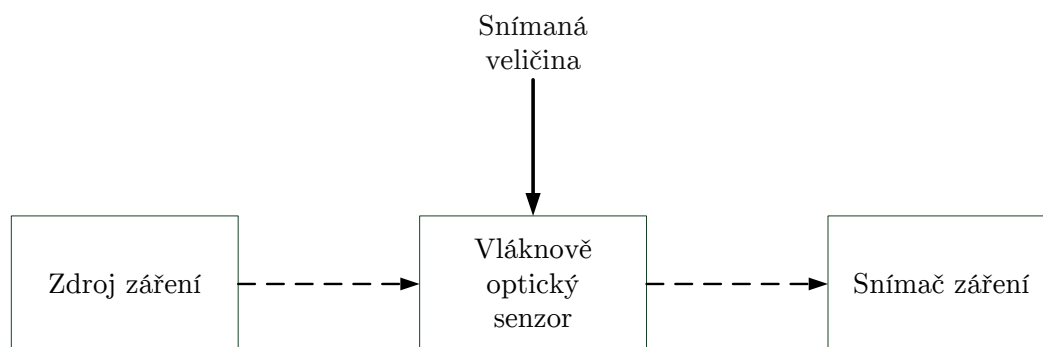 Snímaná
veličina
Zdroj záření
Vláknově
optický
senzor
Snímač záření